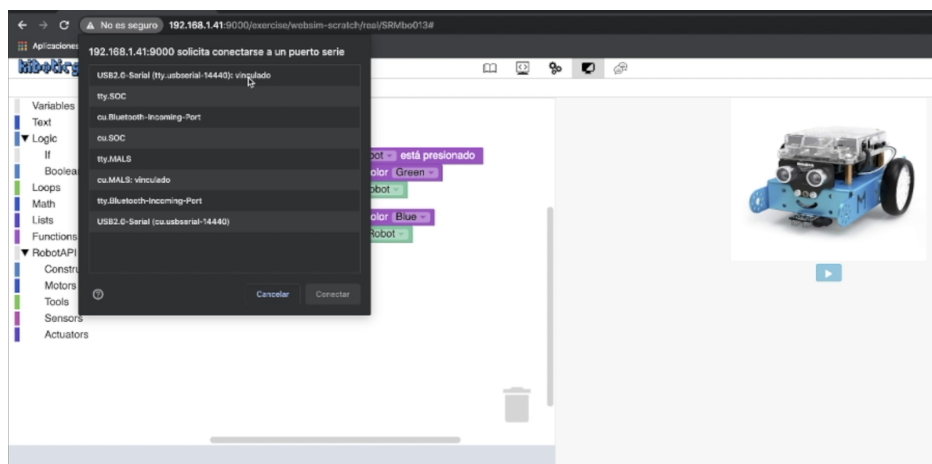 No es seguro 192.168.1.41:9000/exercise/websim-scratch/real/SRMbo013#
Aplicaciones
192.168.1.41:9000 solicita conectarse a un puerto serie
kibotics
USB2.0-Serial (tty.usbserial-14440): vinculado
tty.SOC
cu.Bluetooth-Incoming-Port
cu.SOC
tty.MALS
cu.MALS: vinculado
tty.Bluetooth-Incoming-Port
USB2.0-Serial (cu.usbserial-14440)
Cancelar Conectar
Variables
Text
Logic
If
Boolea
Loops
Math
Lists
Functions
RobotAPI
Constru
Motors
Tools
Sensors
Actuators
bot está presionado
olor Green
obot
olor Blue
Robot